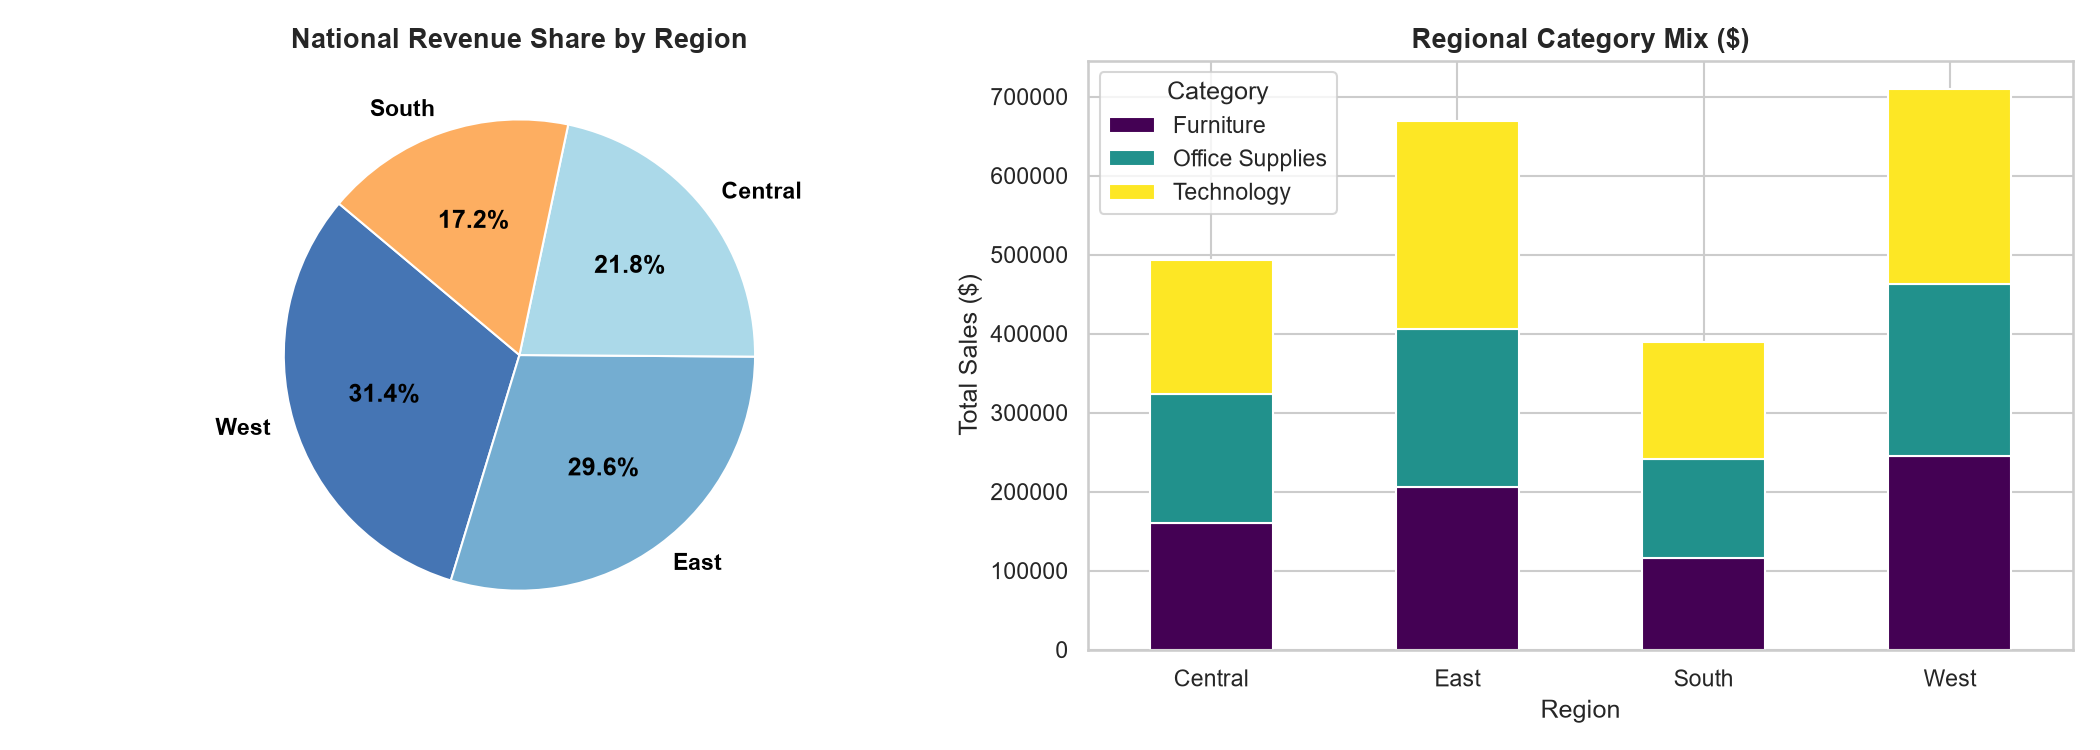 National Revenue Share by Region
South
Central
17.2%
21.8%
31.4%
West
29.6%
East
Regional Category Mix ($)
Category
Furniture
Office Supplies
Technology
Total Sales ($)
700000
600000
500000
400000
300000
200000
100000
0
Central
East
South
West
Region